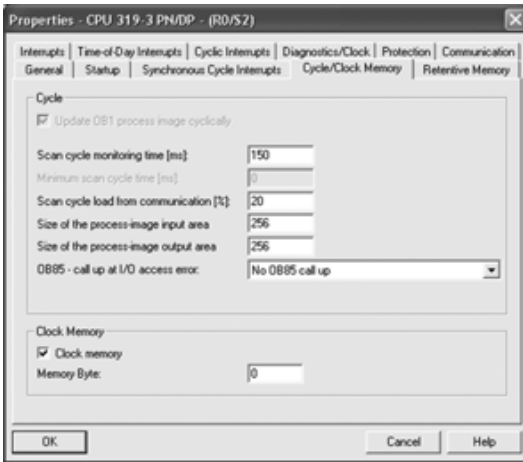 Properties - CPU 319-3 PN/DP - (R0/S2)
Interrupts Time-of-Day Interrupts Cyclic Interrupts Diagnostics/Clock Protection Communication
General Startup Synchronous Cycle Interrupts Cycle/Clock Memory Retentive Memory
Cycle
Update OB1 process image cyclically
Scan cycle monitoring time [ms]: 150
Minimum scan cycle time [ms]: 0
Scan cycle load from communication [%]: 20
Size of the process-image input area 256
Size of the process-image output area 256
OB85 - call up at I/O access error: No OB85 call up
Clock Memory
Clock memory
Memory Byte: 0
OK Cancel Help